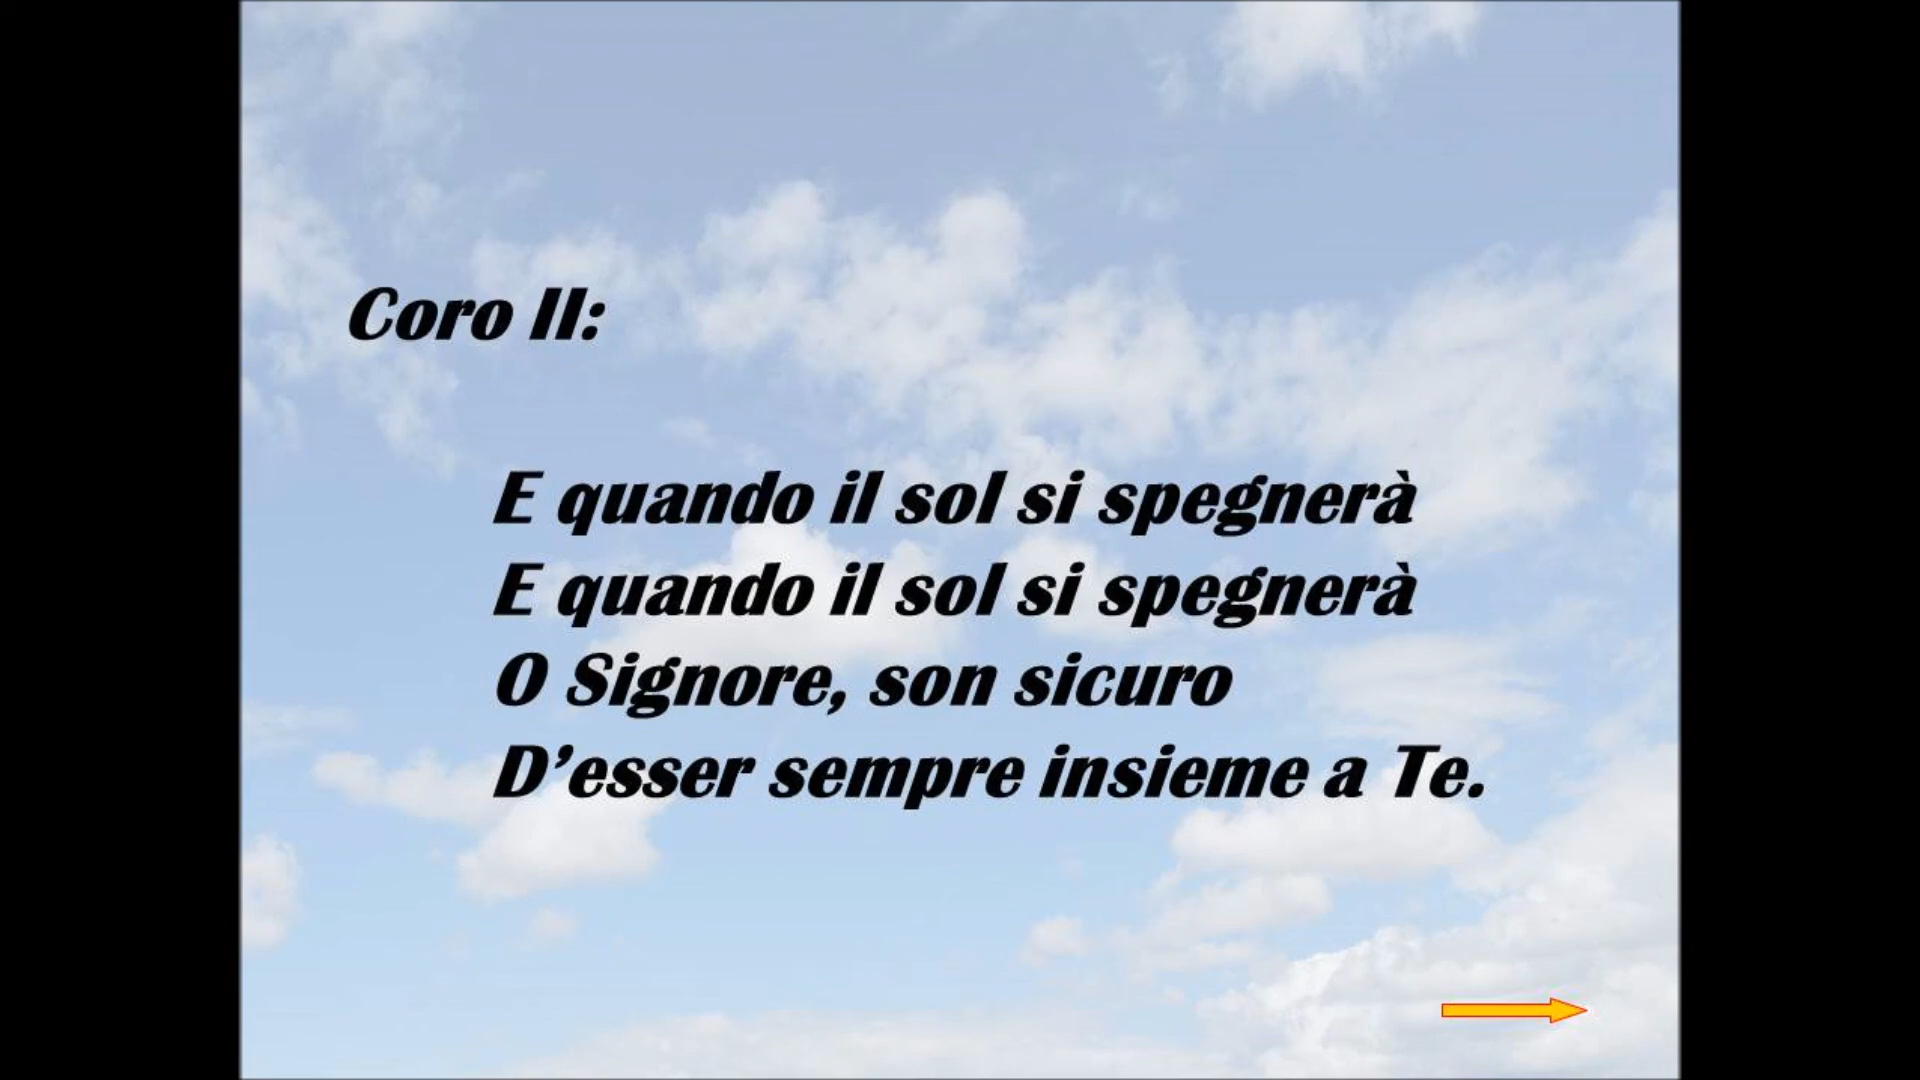 Coro II:
E quando il sol si spegnerà
E quando il sol si spegnerà
O Signore, son sicuro
D’esser sempre insieme a Te.